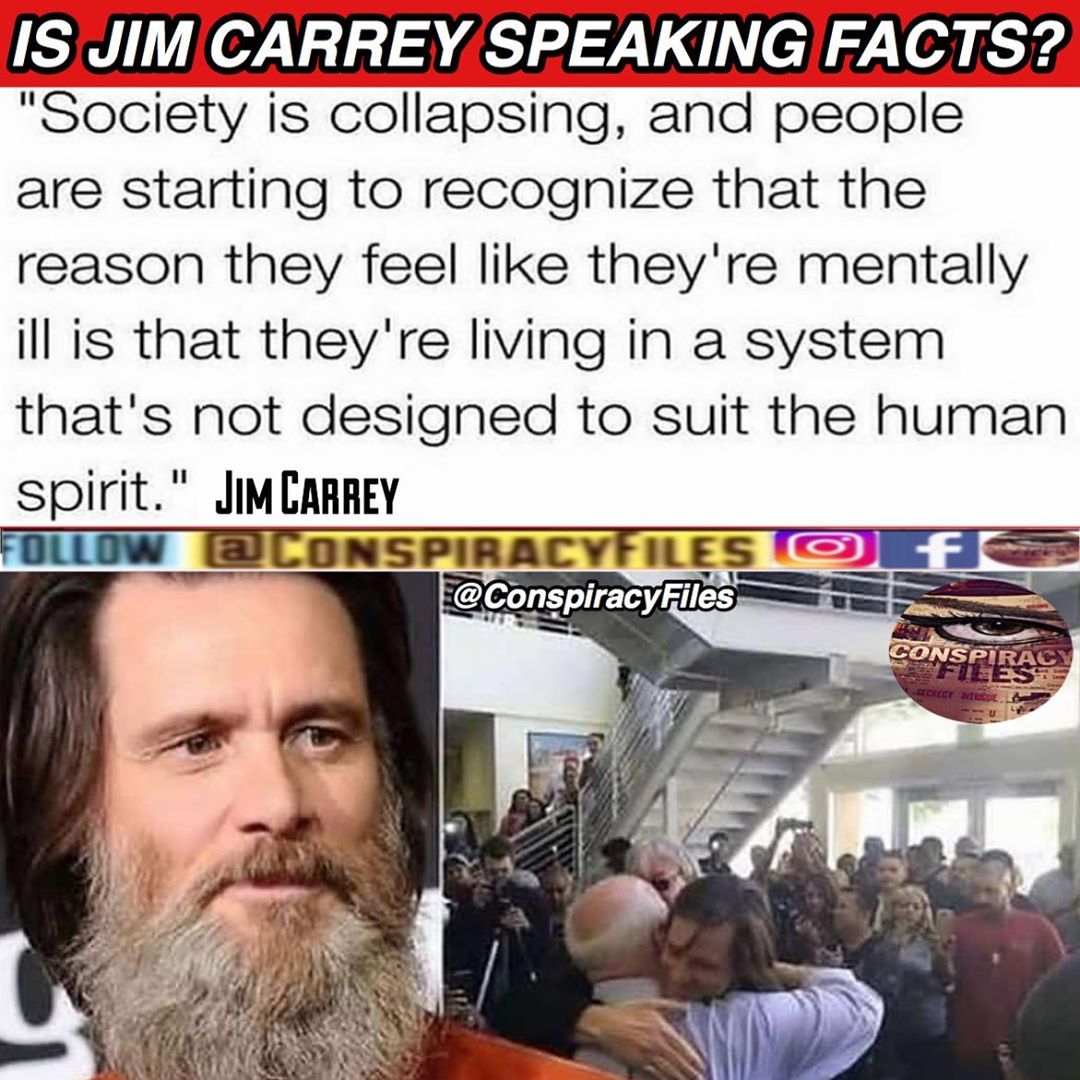 IS JIM CARREY SPEAKING FACTS?
"Society is collapsing, and people
are starting to recognize that the
reason they feel like they're mentally
ill is that they're living in a system
that's not designed to suit the human
spirit." JIM CARREY
FOLLOW @CONSPIRACYFILES
@ConspiracyFiles
CONSPIRACY
FILES
SECRECY INTRIGUE